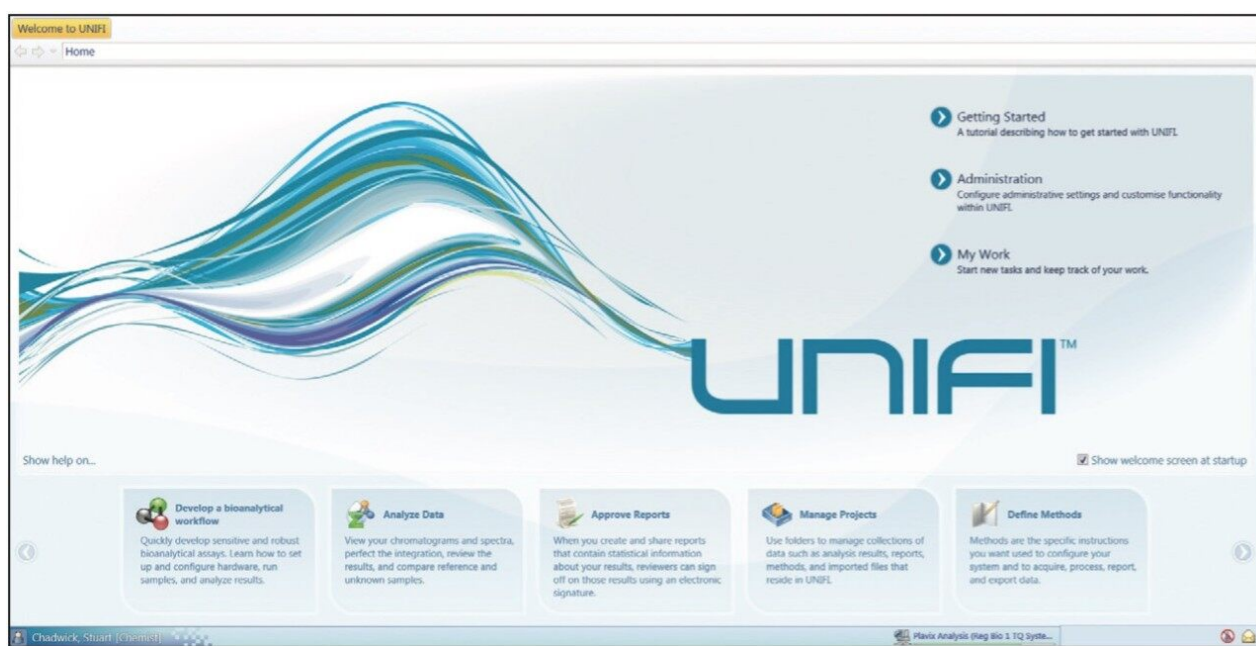 Welcome to UNIFI
Home
Getting Started
A tutorial describing how to get started with UNIFI.
Administration
Configure administrative settings and customise functionality
within UNIFI.
My Work
Start new tasks and keep track of your work.
UNIFI™
Show help on...
Show welcome screen at startup
Develop a bioanalytical
workflow
Quickly develop sensitive and robust
bioanalytical assays. Learn how to set
up and configure hardware, run
samples, and analyze results.
Analyze Data
View your chromatograms and spectra,
perfect the integration, review the
results, and compare reference and
unknown samples.
Approve Reports
When you create and share reports
that contain statistical information
about your results, reviewers can sign
off on those results using an electronic
signature.
Manage Projects
Use folders to manage collections of
data such as analysis results, reports,
methods, and imported files that
reside in UNIFI.
Define Methods
Methods are the specific instructions
you want used to configure your
system and to acquire, process, report,
and export data.
Chadwick, Stuart [Chemist]
Plavix Analysis (Reg Bio 1 TQ Syste...